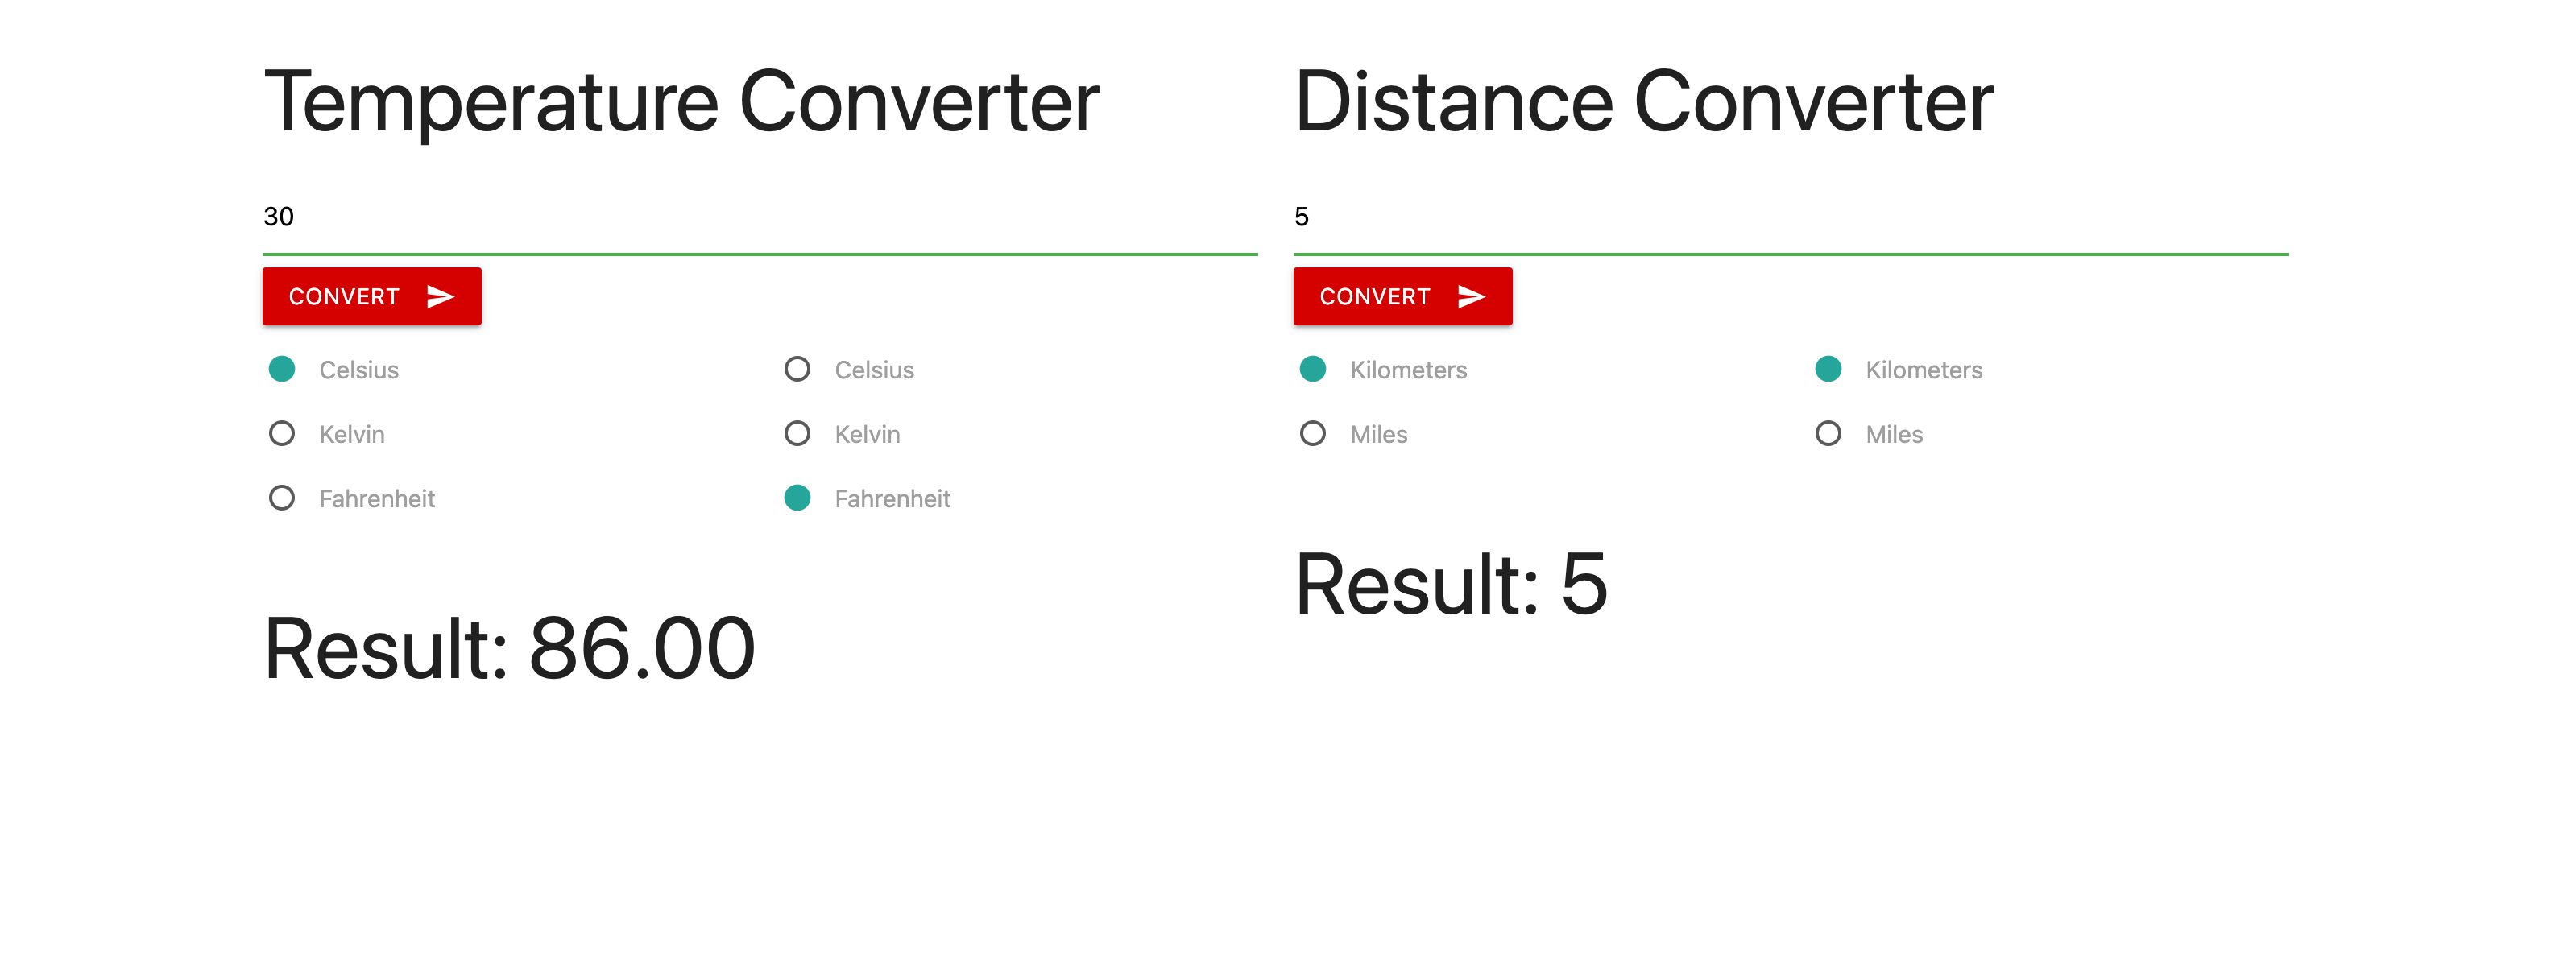 Temperature Converter
30
CONVERT
Celsius
Celsius
Kelvin
Kelvin
Fahrenheit
Fahrenheit
Result: 86.00
Distance Converter
5
CONVERT
Kilometers
Kilometers
Miles
Miles
Result: 5